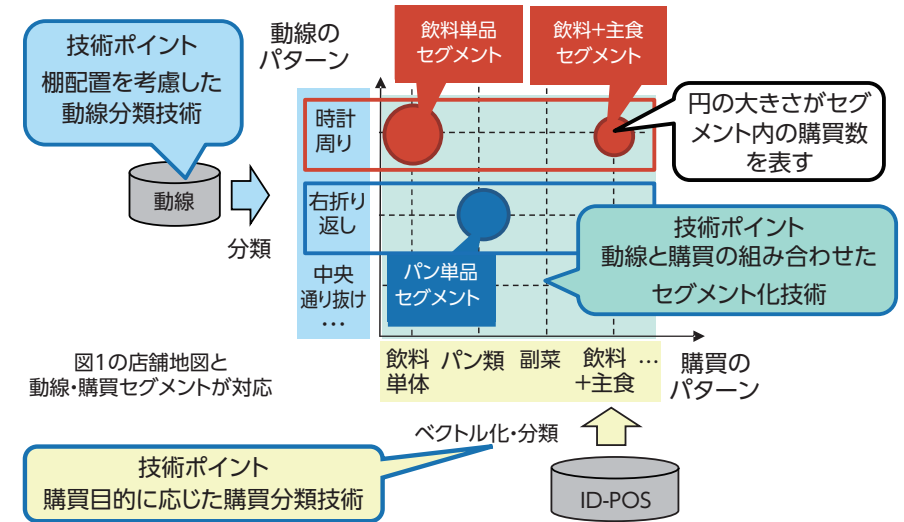 技術ポイント
棚配置を考慮した
動線分類技術
動線の
パターン
飲料単品
セグメント
飲料+主食
セグメント
円の大きさがセグ
メント内の購買数
を表す
時計
周り
動線
分類
右折り
返し
中央
通り抜け
…
パン単品
セグメント
技術ポイント
動線と購買の組み合わせた
セグメント化技術
図1の店舗地図と
動線・購買セグメントが対応
飲料
単体
パン類
副菜
飲料
+主食
…
購買の
パターン
ベクトル化・分類
技術ポイント
購買目的に応じた購買分類技術
ID-POS